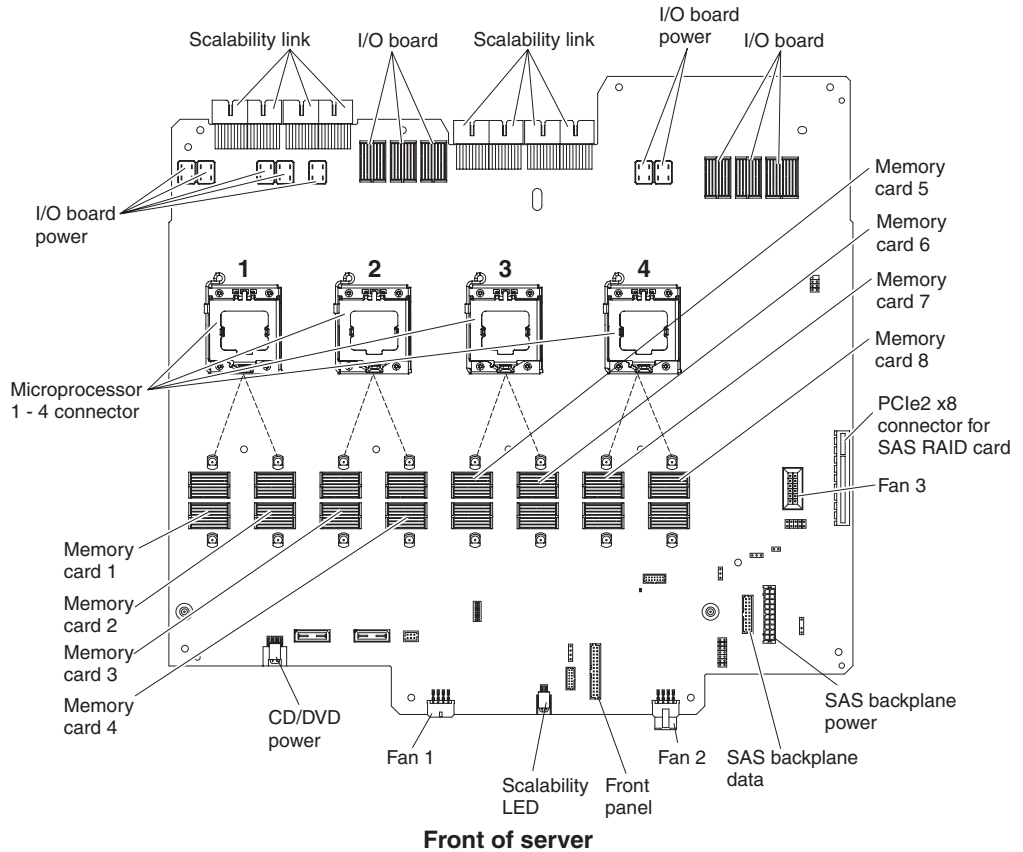 I/O board
power
Scalability link
I/O board
Scalability link
I/O board
Memory
card 5
I/O board
power
Memory
card 6
1
2
3
4
Memory
card 7
Memory
card 8
Microprocessor
1 - 4 connector
PCIe2 x8
connector for
SAS RAID card
Fan 3
Memory
card 1
Memory
card 2
Memory
card 3
Memory
card 4
CD/DVD
power
Fan 1
Scalability
LED
Front
panel
Fan 2
SAS backplane
data
SAS backplane
power
Front of server